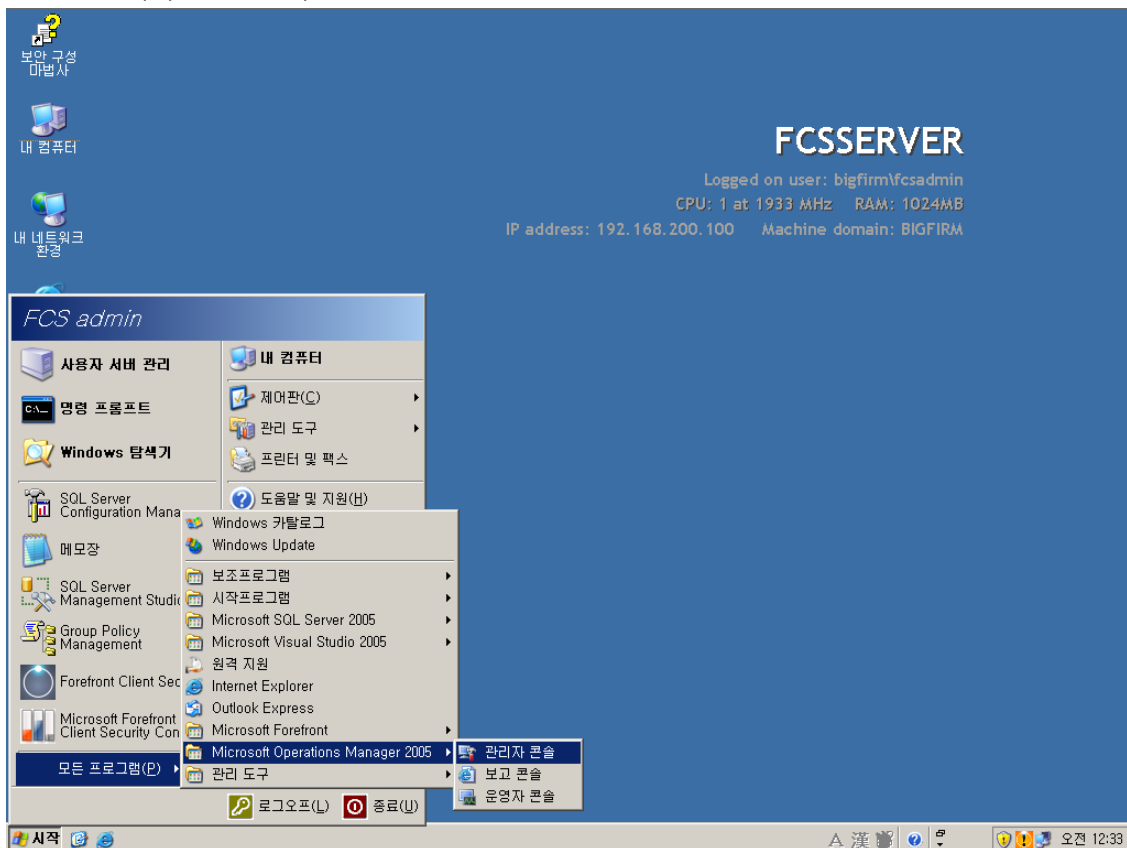 보안 구성
마법사
내 컴퓨터
내 네트워크
환경
FCSSERVER
Logged on user: bigfirm\fcsadmin
CPU: 1 at 1933 MHz RAM: 1024MB
IP address: 192.168.200.100 Machine domain: BIGFIRM
FCS admin
사용자 서버 관리
명령 프롬프트
Windows 탐색기
SQL Server
Configuration Mana
메모장
SQL Server
Management Studio
Group Policy
Management
Forefront Client Sec
Microsoft Forefront
Client Security Con
모든 프로그램(P)
내 컴퓨터
제어판(C)
관리 도구
프린터 및 팩스
도움말 및 지원(H)
Windows 카탈로그
Windows Update
보조프로그램
시작프로그램
Microsoft SQL Server 2005
Microsoft Visual Studio 2005
원격 지원
Internet Explorer
Outlook Express
Microsoft Forefront
Microsoft Operations Manager 2005
관리 도구
관리자 콘솔
보고 콘솔
운영자 콘솔
로그오프(L) 종료(U)
시작
A 漢
오전 12:33